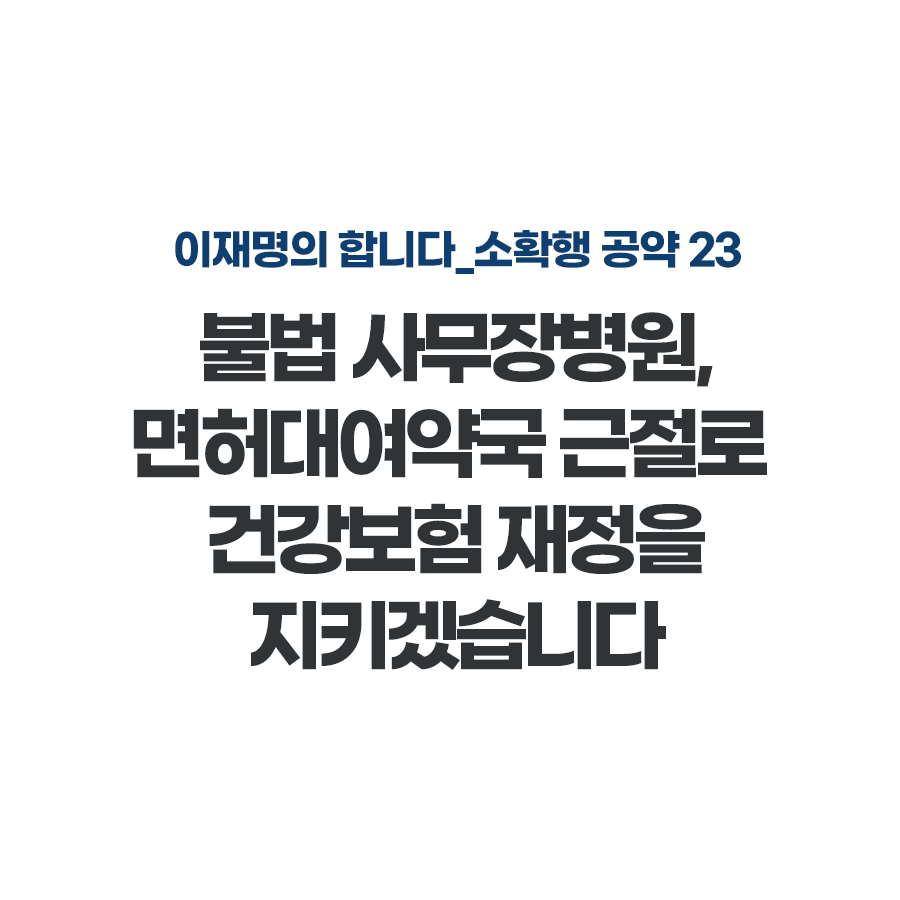 이재명의 합니다_소확행 공약 23
불법 사무장병원,
면허대여약국 근절로
건강보험 재정을
지키겠습니다